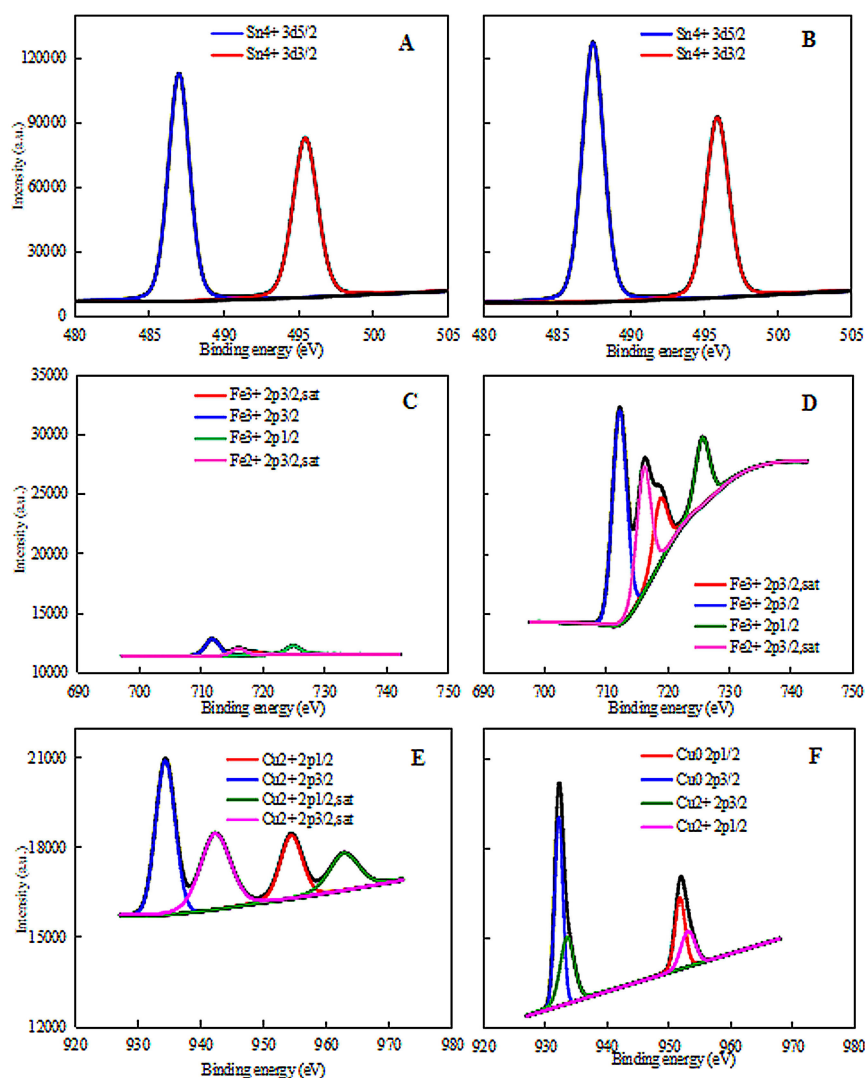 Sn4+ 3d5/2
Sn4+ 3d3/2
A
Sn4+ 3d5/2
Sn4+ 3d3/2
B
120000
90000
60000
30000
0
Intensity (a.u.)
480 485 490 495 500 505
Binding energy (eV)
480 485 490 495 500 505
Binding energy (eV)
35000
30000
25000
20000
15000
10000
Intensity (a.u.)
Fe3+ 2p3/2,sat
Fe3+ 2p3/2
Fe3+ 2p1/2
Fe2+ 2p3/2,sat
C
D
Fe3+ 2p3/2,sat
Fe3+ 2p3/2
Fe3+ 2p1/2
Fe2+ 2p3/2,sat
690 700 710 720 730 740 750
Binding energy (eV)
690 700 710 720 730 740 750
Binding energy (eV)
21000
18000
15000
12000
Intensity (a.u.)
Cu2+ 2p1/2
Cu2+ 2p3/2
Cu2+ 2p1/2,sat
Cu2+ 2p3/2,sat
E
Cu0 2p1/2
Cu0 2p3/2
Cu2+ 2p3/2
Cu2+ 2p1/2
F
920 930 940 950 960 970 980
Binding energy (eV)
920 930 940 950 960 970 980
Binding energy (eV)